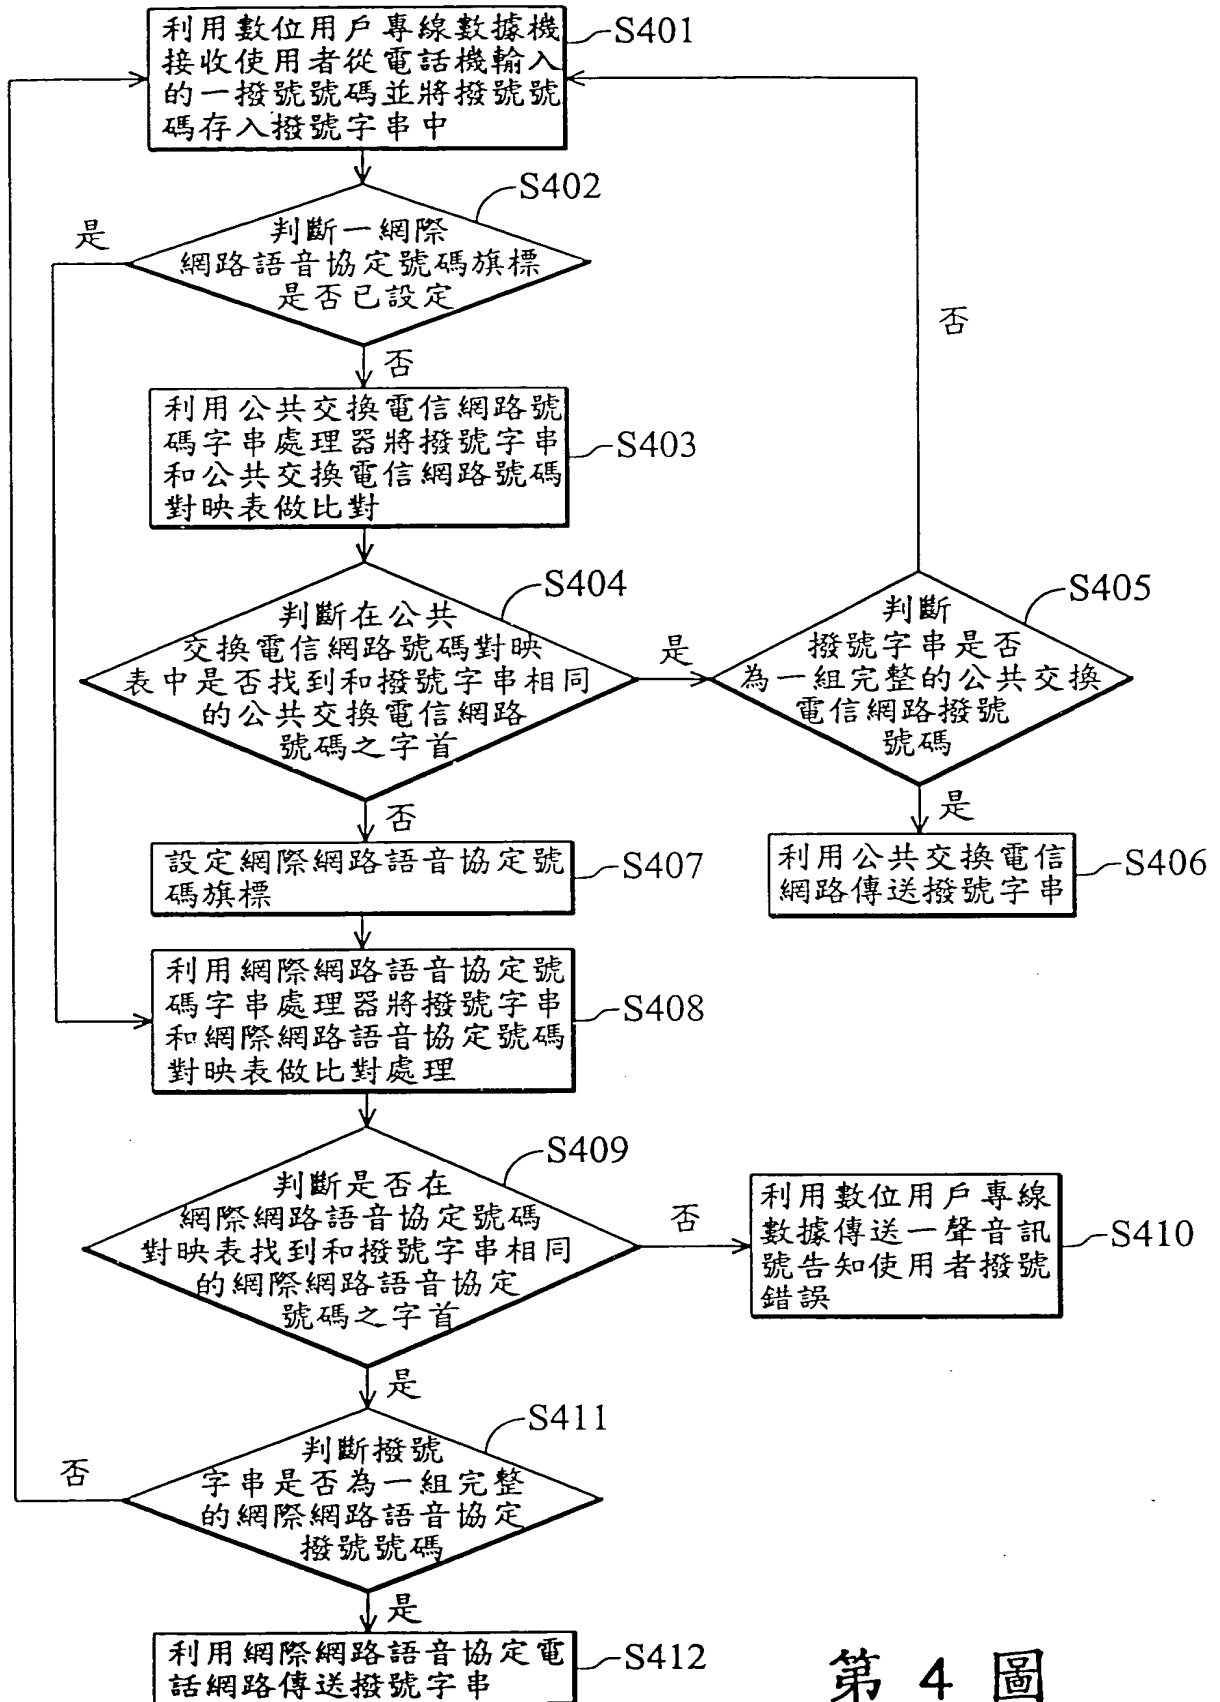 利用數位用戶專線數據機
接收使用者從電話機輸入
的一撥號號碼並將撥號號
碼存入撥號字串中
S401
S402
判斷一網際
網路語音協定號碼旗標
是否已設定
是
否
利用公共交換電信網路號
碼字串處理器將撥號字串
和公共交換電信網路號碼
對映表做比對
S403
S404
判斷在公共
交換電信網路號碼對映
表中是否找到和撥號字串相同
的公共交換電信網路
號碼之字首
是
否
S405
判斷
撥號字串是否
為一組完整的公共交換
電信網路撥號
號碼
否
是
利用公共交換電信
網路傳送撥號字串
S406
設定網際網路語音協定號
碼旗標
S407
利用網際網路語音協定號
碼字串處理器將撥號字串
和網際網路語音協定號碼
對映表做比對處理
S408
S409
判斷是否在
網際網路語音協定號碼
對映表找到和撥號字串相同
的網際網路語音協定
號碼之字首
否
是
利用數位用戶專線
數據傳送一聲音訊
號告知使用者撥號
錯誤
S410
S411
判斷撥號
字串是否為一組完整
的網際網路語音協定
撥號號碼
否
是
利用網際網路語音協定電
話網路傳送撥號字串
S412
第 4 圖